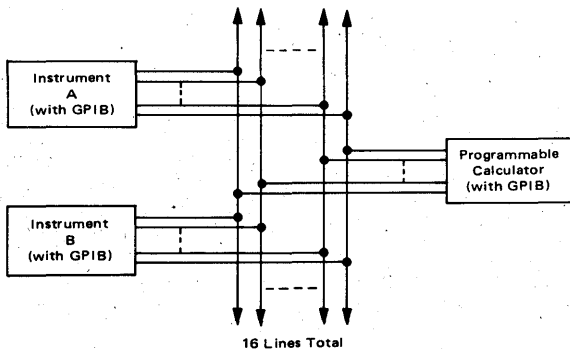 Instrument
A
(with GPIB)
Programmable
Calculator
(with GPIB)
Instrument
B
(with GPIB)
16 Lines Total